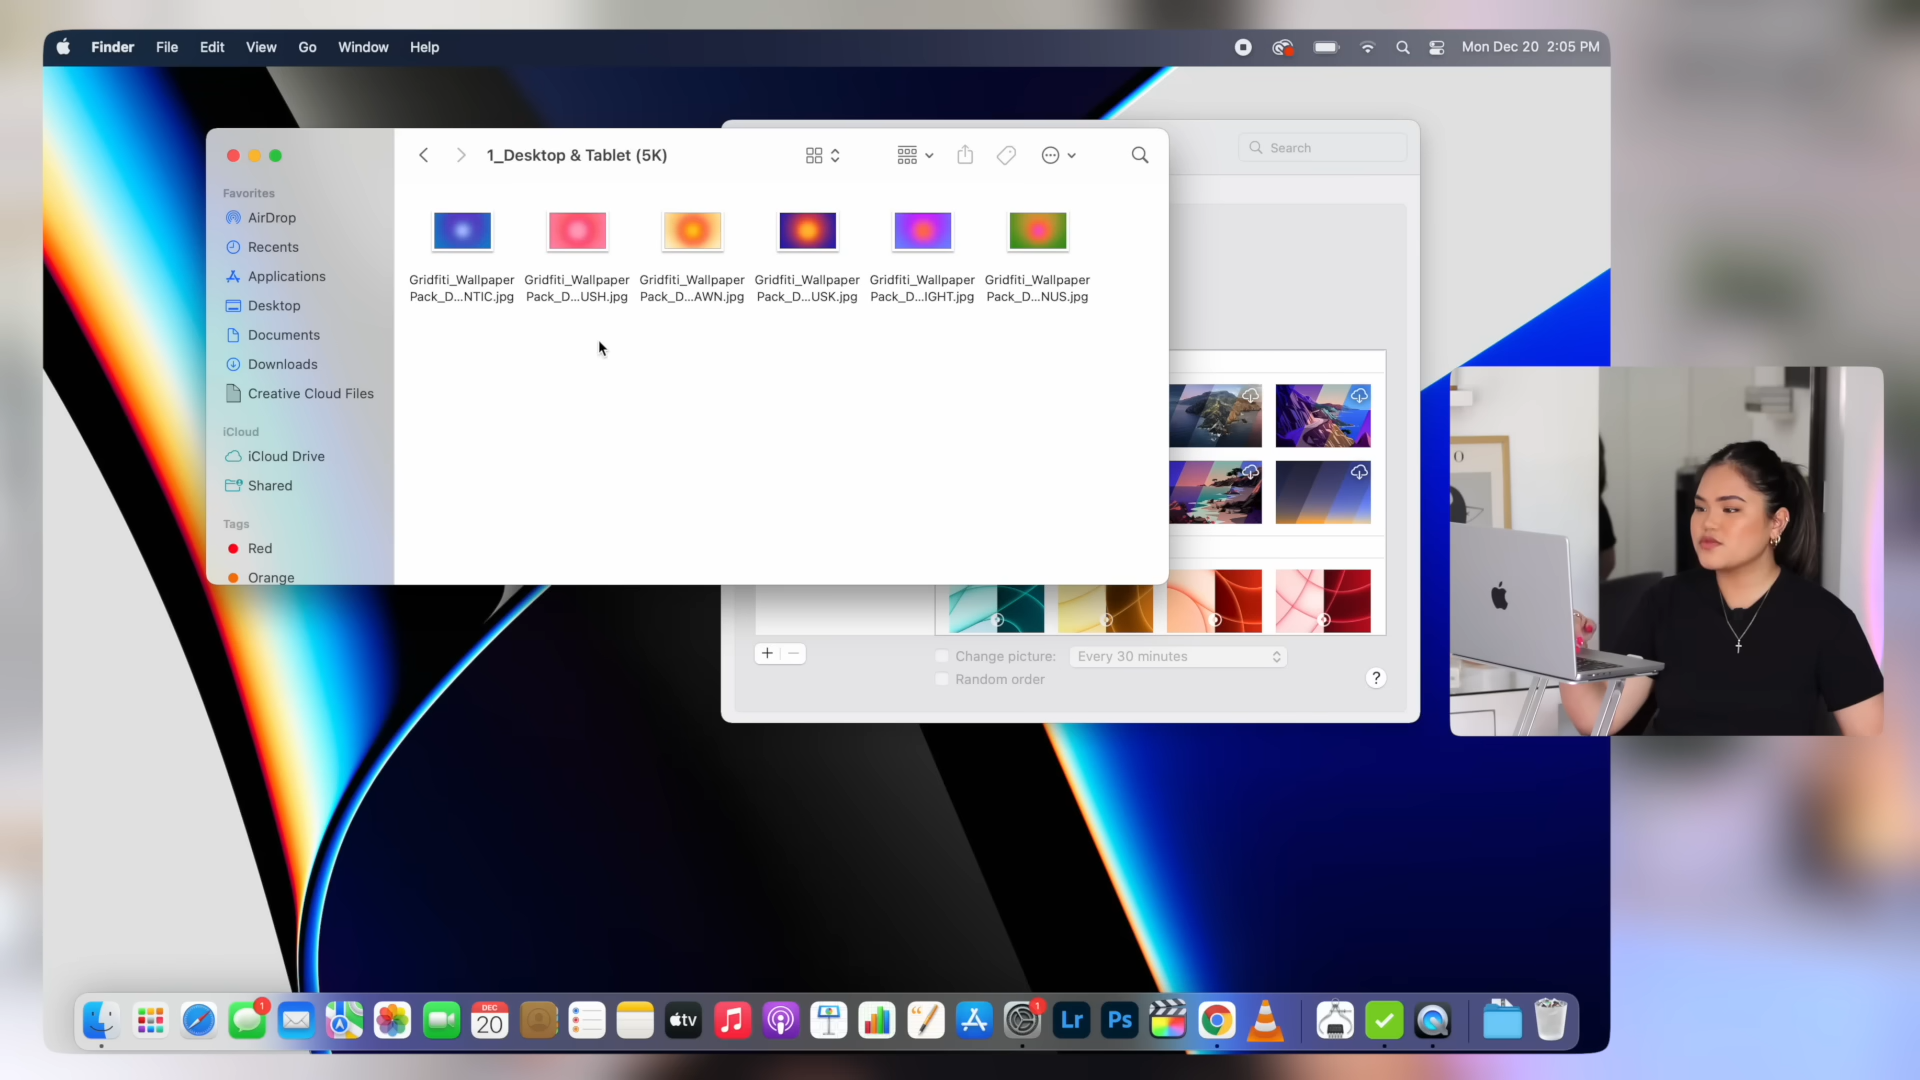 Finder File Edit View Go Window Help
Mon Dec 20 2:05 PM
1_Desktop & Tablet (5K)
Search
Favorites
AirDrop
Recents
Applications
Desktop
Documents
Downloads
Creative Cloud Files
iCloud
iCloud Drive
Shared
Tags
Red
Orange
Gridfiti_Wallpaper
Pack_D...NTIC.jpg
Gridfiti_Wallpaper
Pack_D...USH.jpg
Gridfiti_Wallpaper
Pack_D...AWN.jpg
Gridfiti_Wallpaper
Pack_D...USK.jpg
Gridfiti_Wallpaper
Pack_D...IGHT.jpg
Gridfiti_Wallpaper
Pack_D...NUS.jpg
+ −
Change picture: Every 30 minutes
Random order
?
1
DEC
20
tv
1
Lr
Ps